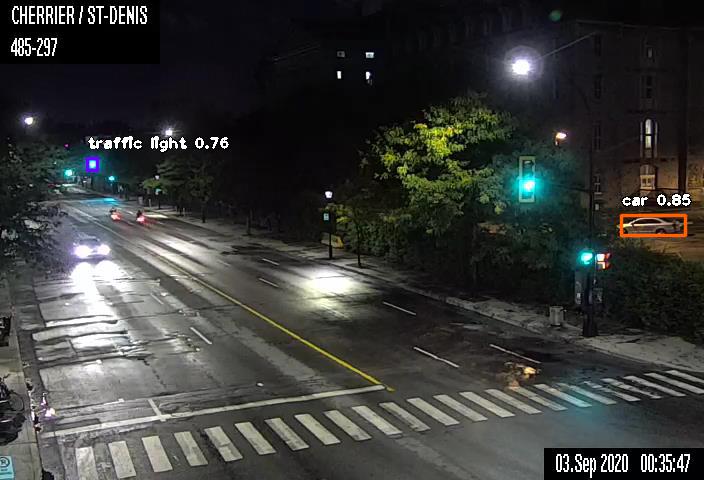 CHERRIER / ST-DENIS
485-297
traffic light 0.76
car 0.85
03.Sep 2020 00:35:47